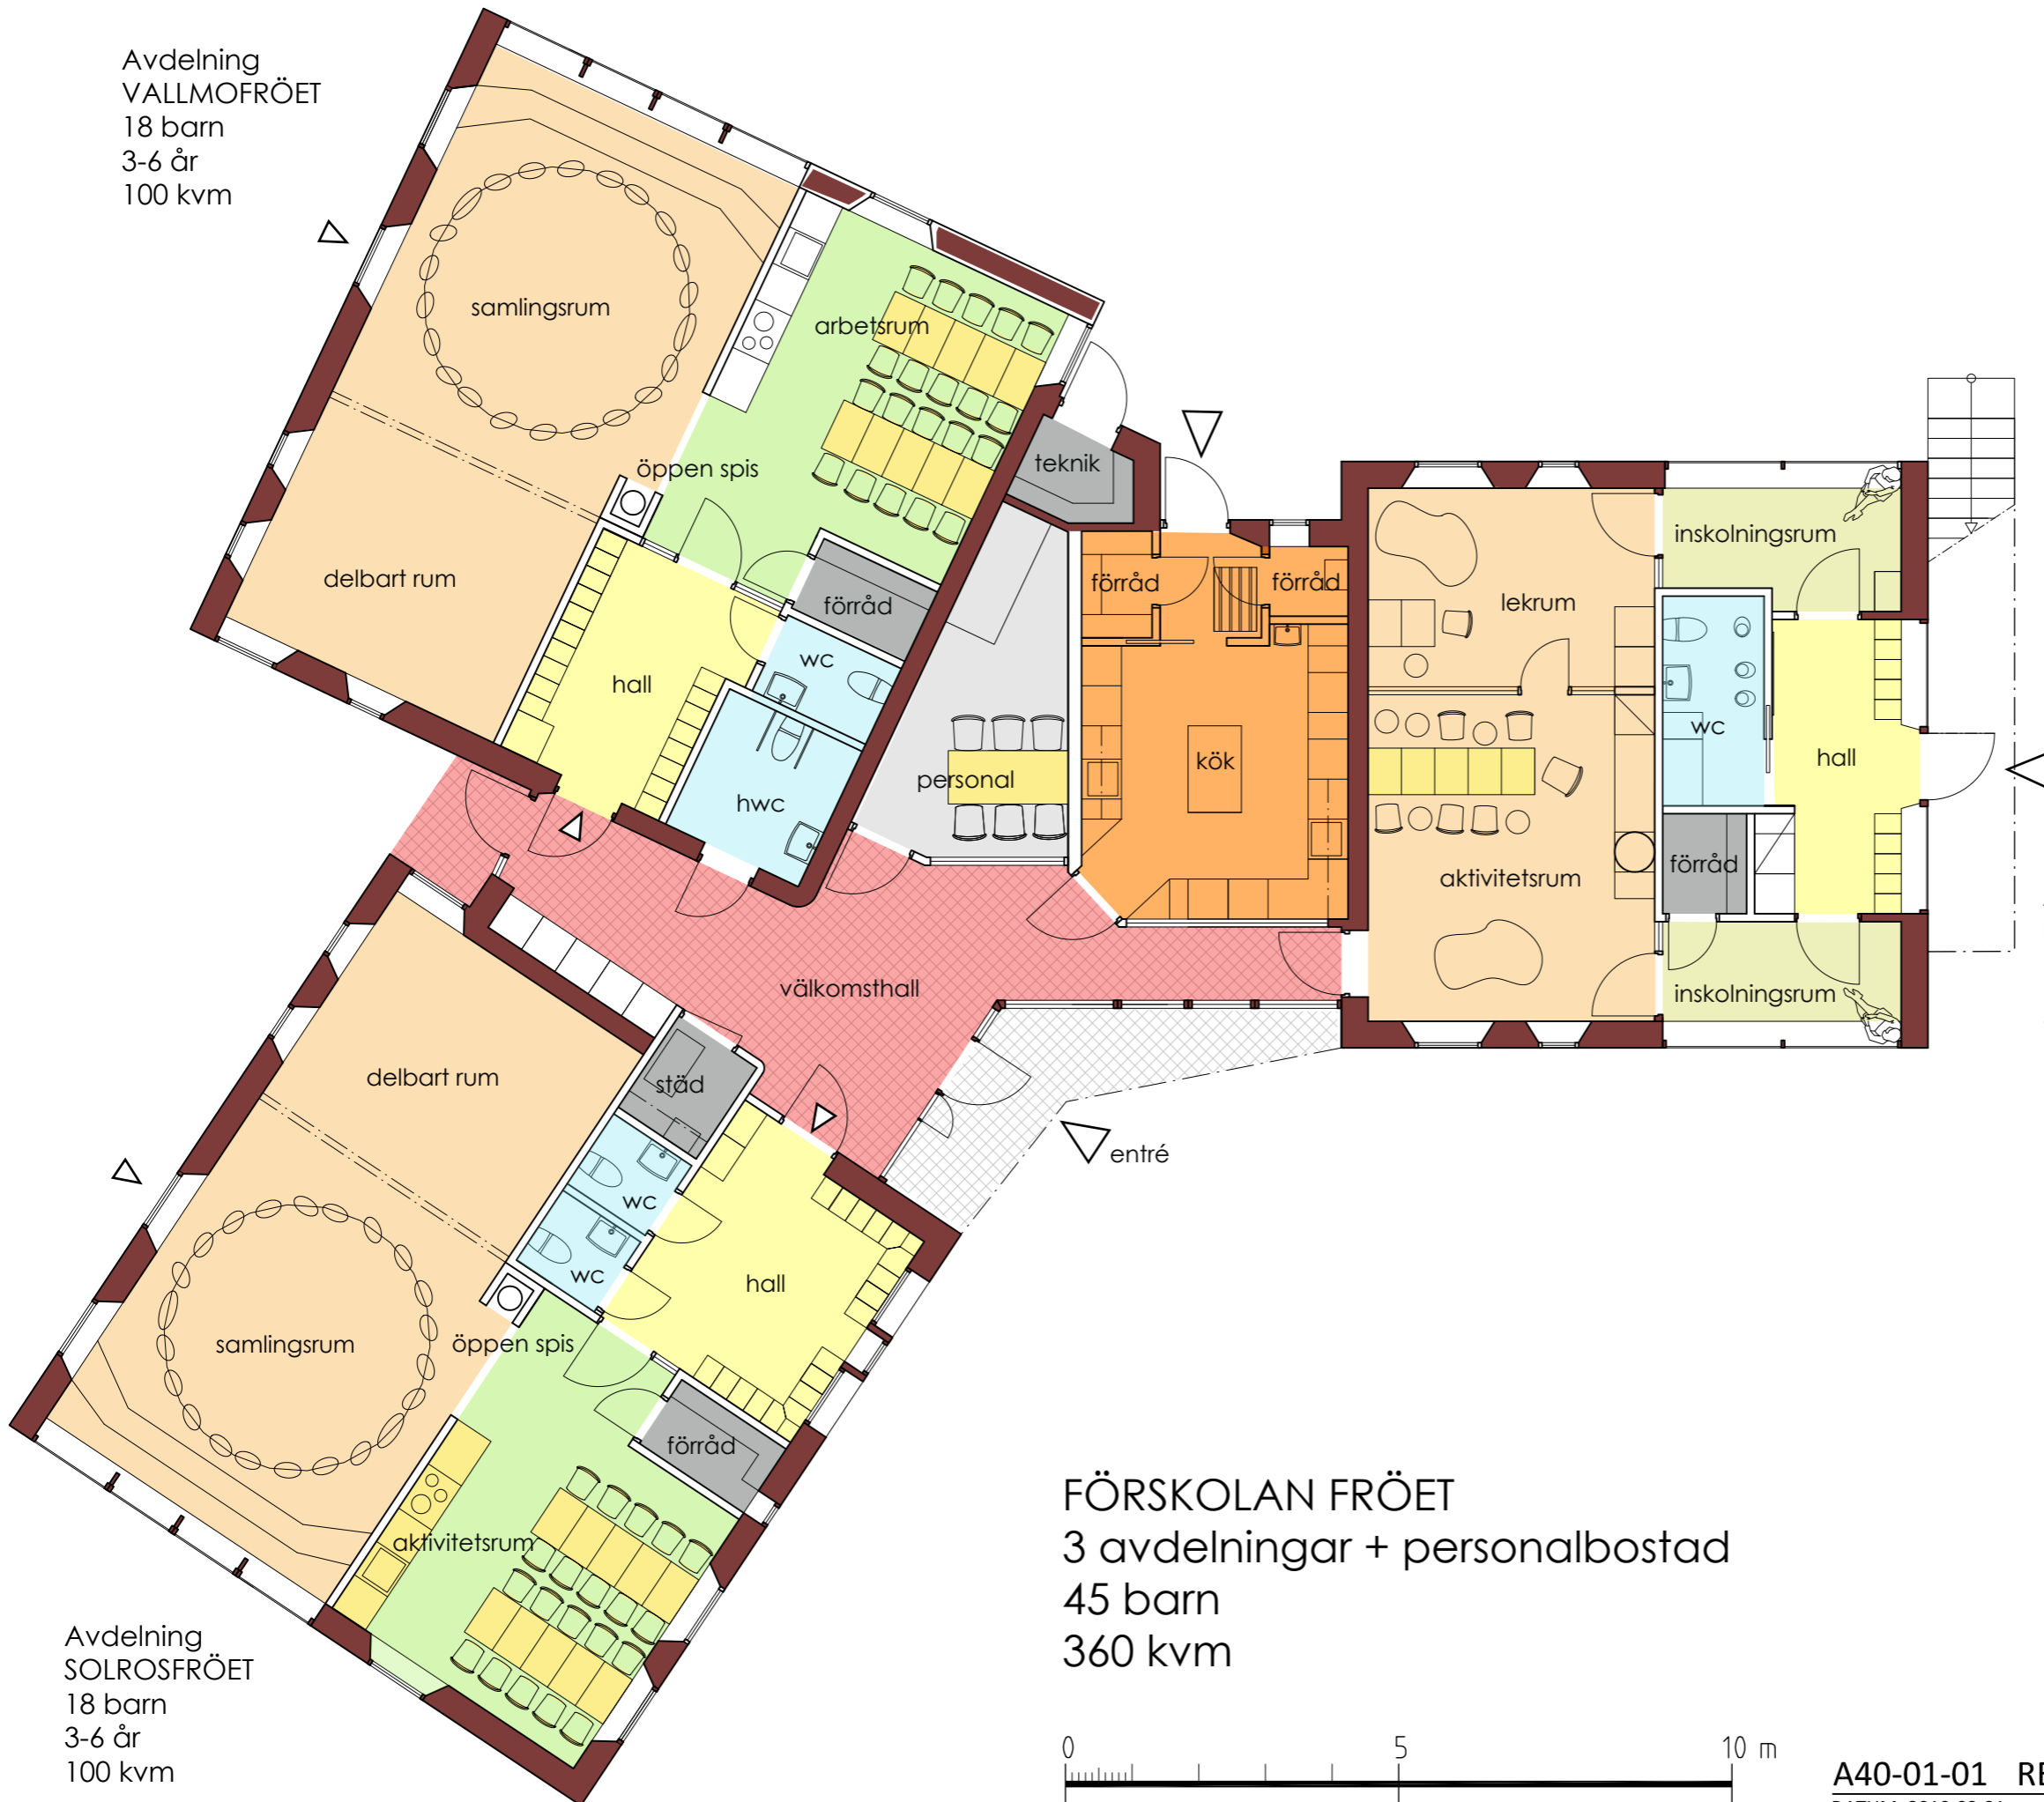 Avdelning
VALLMOFRÖET
18 barn
3-6 år
100 kvm
samlingsrum
arbetsrum
öppen spis
teknik
delbart rum
förråd
förråd
förråd
inskolningsrum
lekrum
wc
hall
wc
hall
kök
personal
hwc
aktivitetsrum
förråd
välkomsthall
inskolningsrum
delbart rum
städ
entré
wc
wc
hall
samlingsrum
öppen spis
förråd
aktivitetsrum
FÖRSKOLAN FRÖET
3 avdelningar + personalbostad
45 barn
360 kvm
Avdelning
SOLROSFRÖET
18 barn
3-6 år
100 kvm
0 5 10 m
A40-01-01